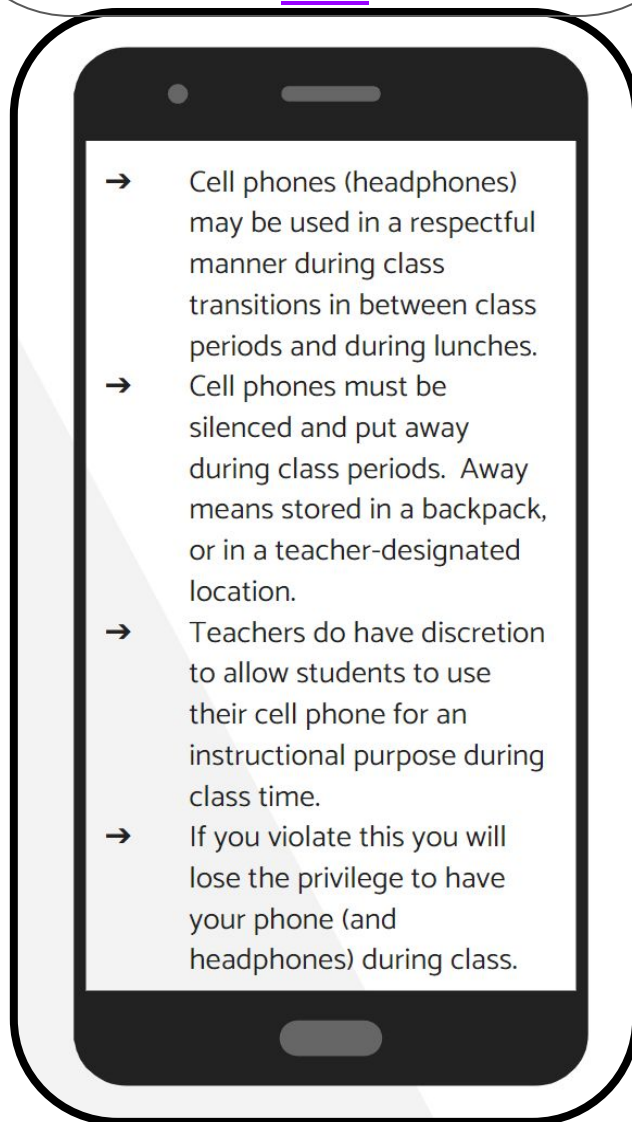 ➔ Cell phones (headphones)
may be used in a respectful
manner during class
transitions in between class
periods and during lunches.
➔ Cell phones must be
silenced and put away
during class periods.  Away
means stored in a backpack,
or in a teacher-designated
location.
➔ Teachers do have discretion
to allow students to use
their cell phone for an
instructional purpose during
class time.
➔ If you violate this you will
lose the privilege to have
your phone (and
headphones) during class.